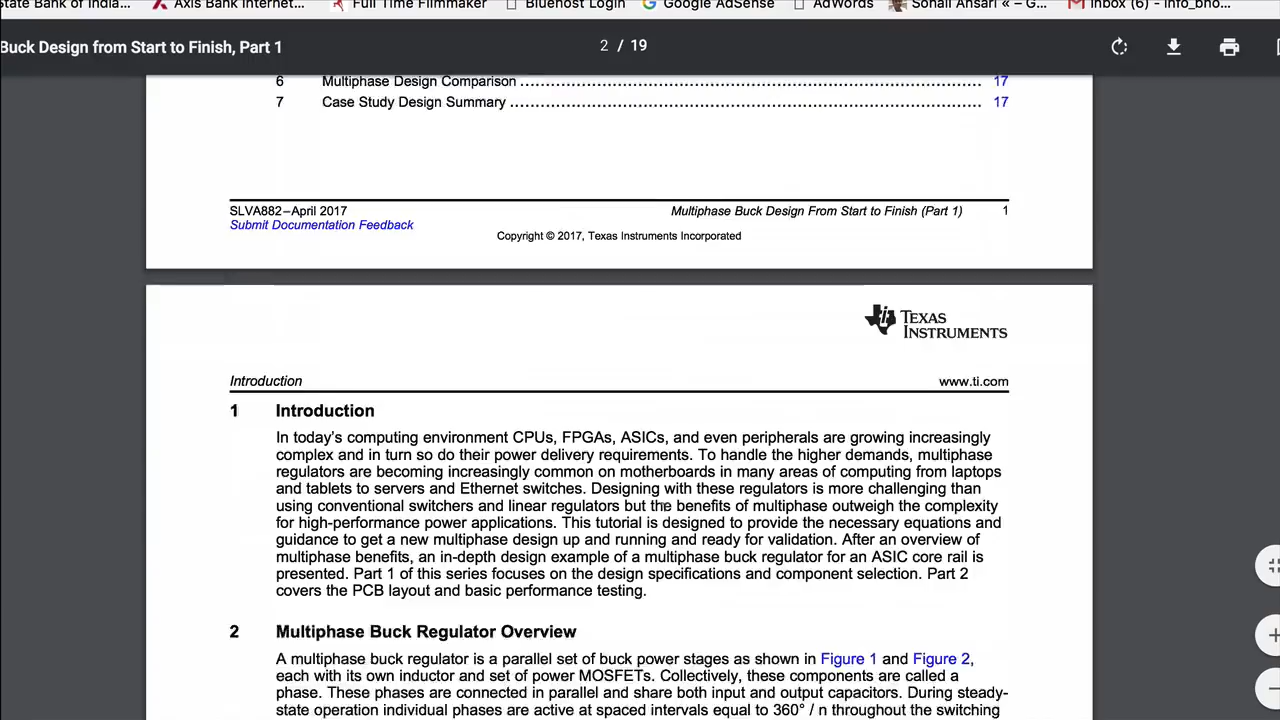 State Bank of India... Axis Bank Internet... Full Time Filmmaker Bluehost Login Google AdSense AdWords Sonali Ansari « – G... Inbox (6) – info_bho...
Buck Design from Start to Finish, Part 1 2 / 19
6 Multiphase Design Comparison ........ 17
7 Case Study Design Summary ........ 17
SLVA882–April 2017 Multiphase Buck Design From Start to Finish (Part 1) 1
Submit Documentation Feedback
Copyright © 2017, Texas Instruments Incorporated
TEXAS
INSTRUMENTS
Introduction www.ti.com
1 Introduction
In today's computing environment CPUs, FPGAs, ASICs, and even peripherals are growing increasingly
complex and in turn so do their power delivery requirements. To handle the higher demands, multiphase
regulators are becoming increasingly common on motherboards in many areas of computing from laptops
and tablets to servers and Ethernet switches. Designing with these regulators is more challenging than
using conventional switchers and linear regulators but the benefits of multiphase outweigh the complexity
for high-performance power applications. This tutorial is designed to provide the necessary equations and
guidance to get a new multiphase design up and running and ready for validation. After an overview of
multiphase benefits, an in-depth design example of a multiphase buck regulator for an ASIC core rail is
presented. Part 1 of this series focuses on the design specifications and component selection. Part 2
covers the PCB layout and basic performance testing.
2 Multiphase Buck Regulator Overview
A multiphase buck regulator is a parallel set of buck power stages as shown in Figure 1 and Figure 2,
each with its own inductor and set of power MOSFETs. Collectively, these components are called a
phase. These phases are connected in parallel and share both input and output capacitors. During steady-
state operation individual phases are active at spaced intervals equal to 360° / n throughout the switching